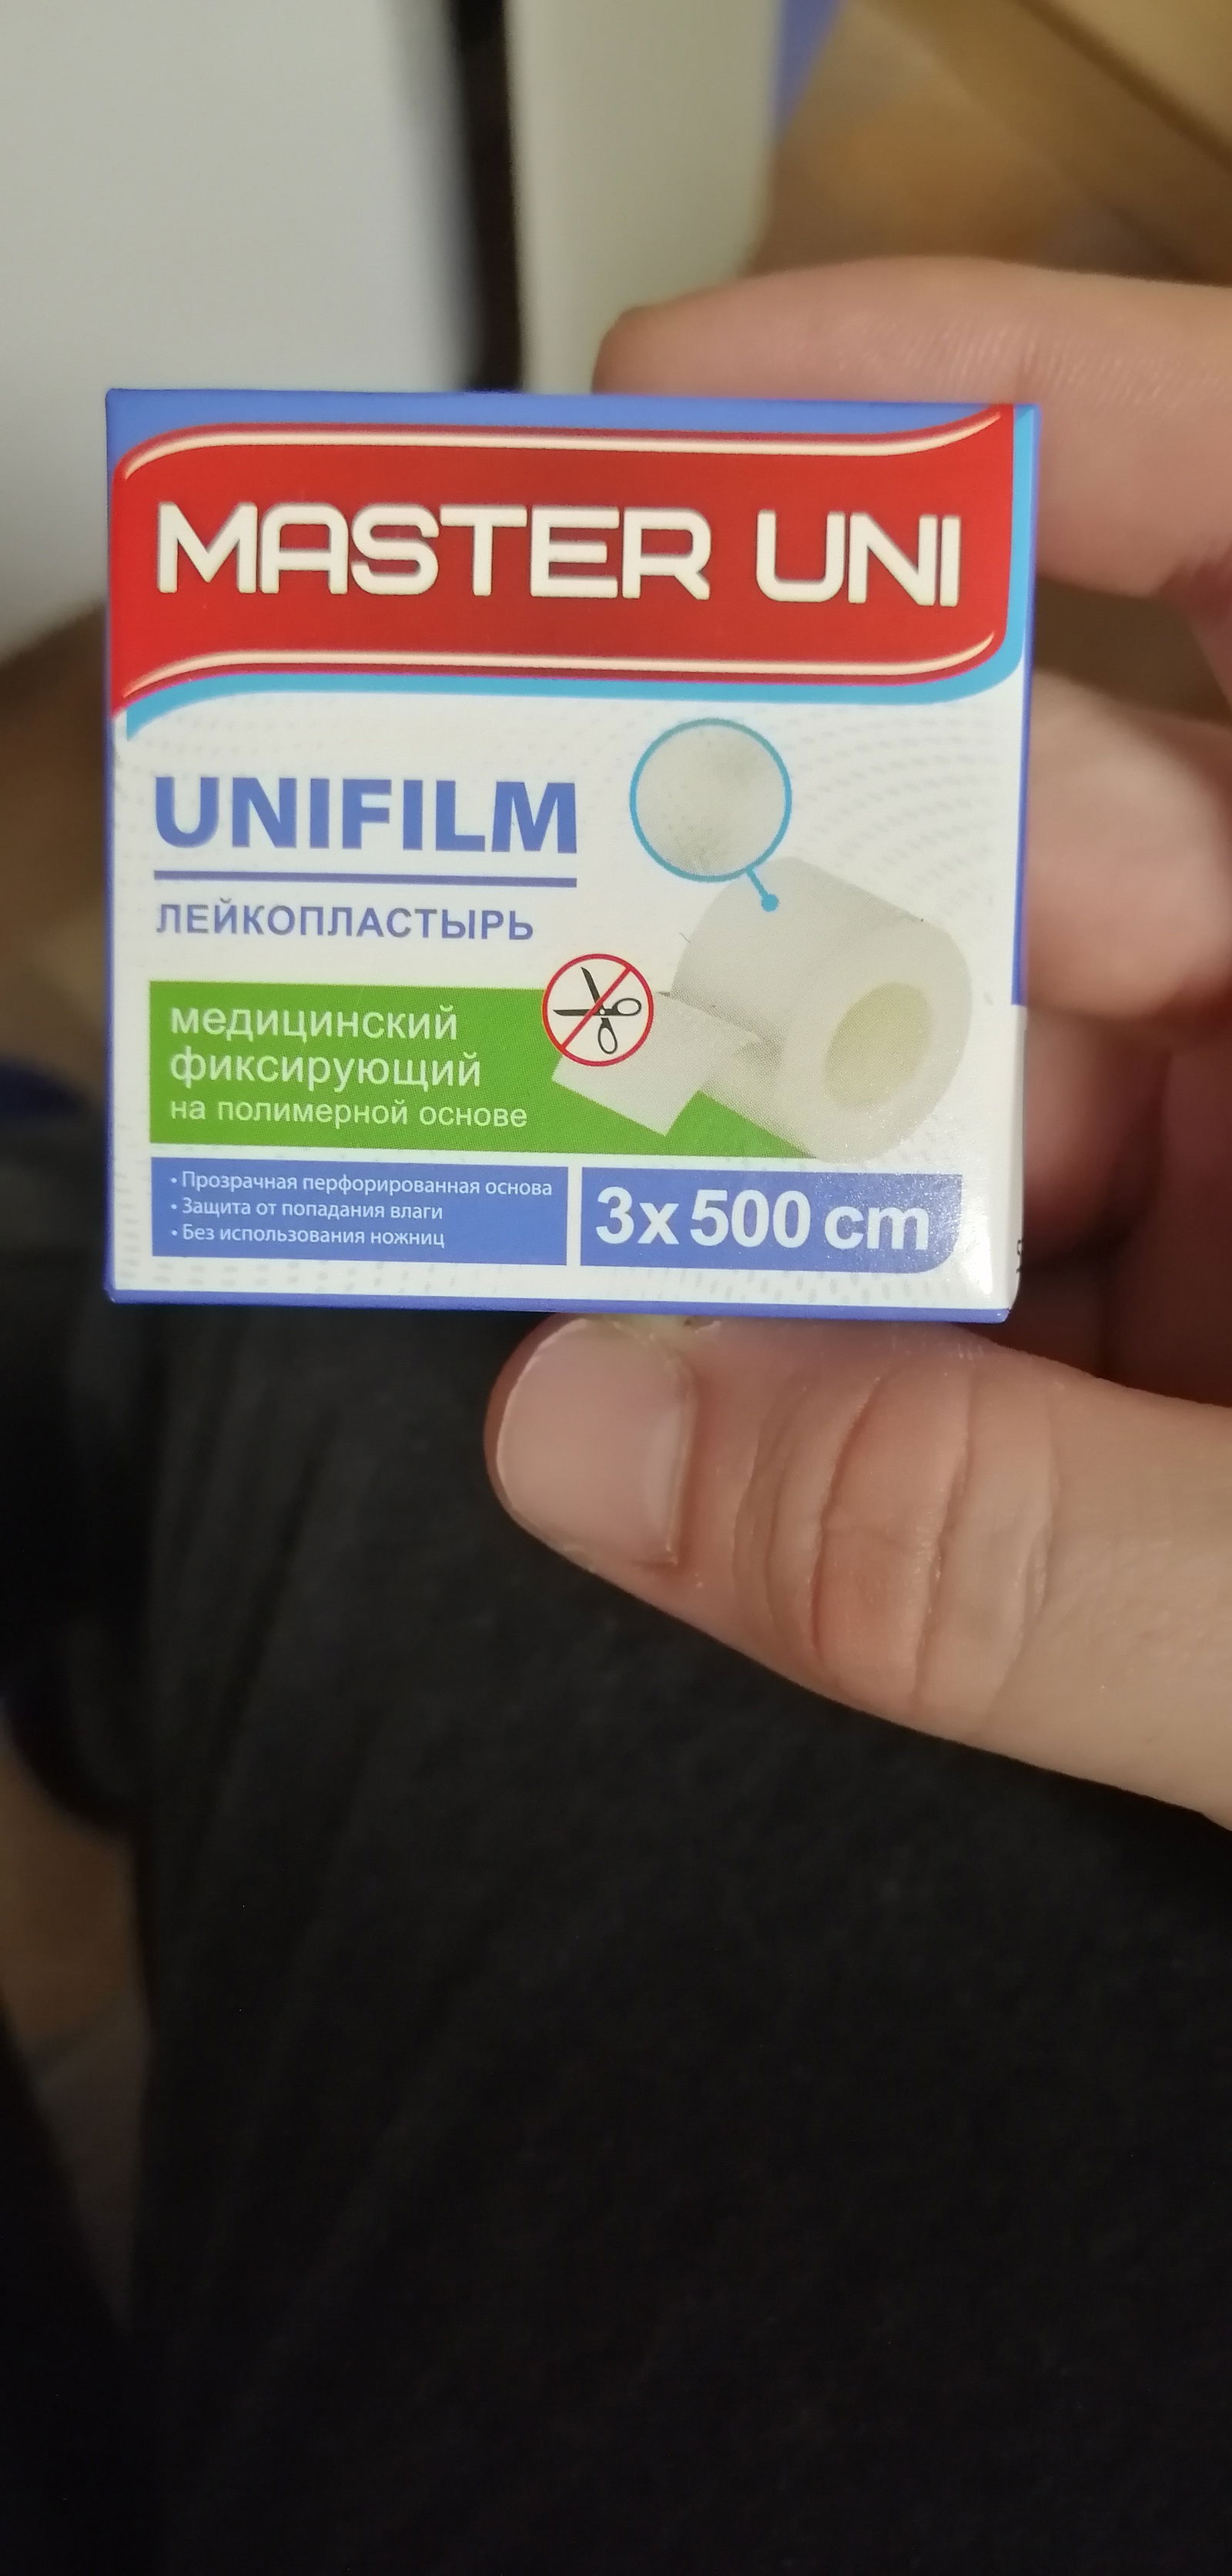 MASTER UNI
UNIFILM
ЛЕЙКОПЛАСТЫРЬ
медицинский
фиксирующий
на полимерной основе
• Прозрачная перфорированная основа
• Защита от попадания влаги
• Без использования ножниц
3x500 cm